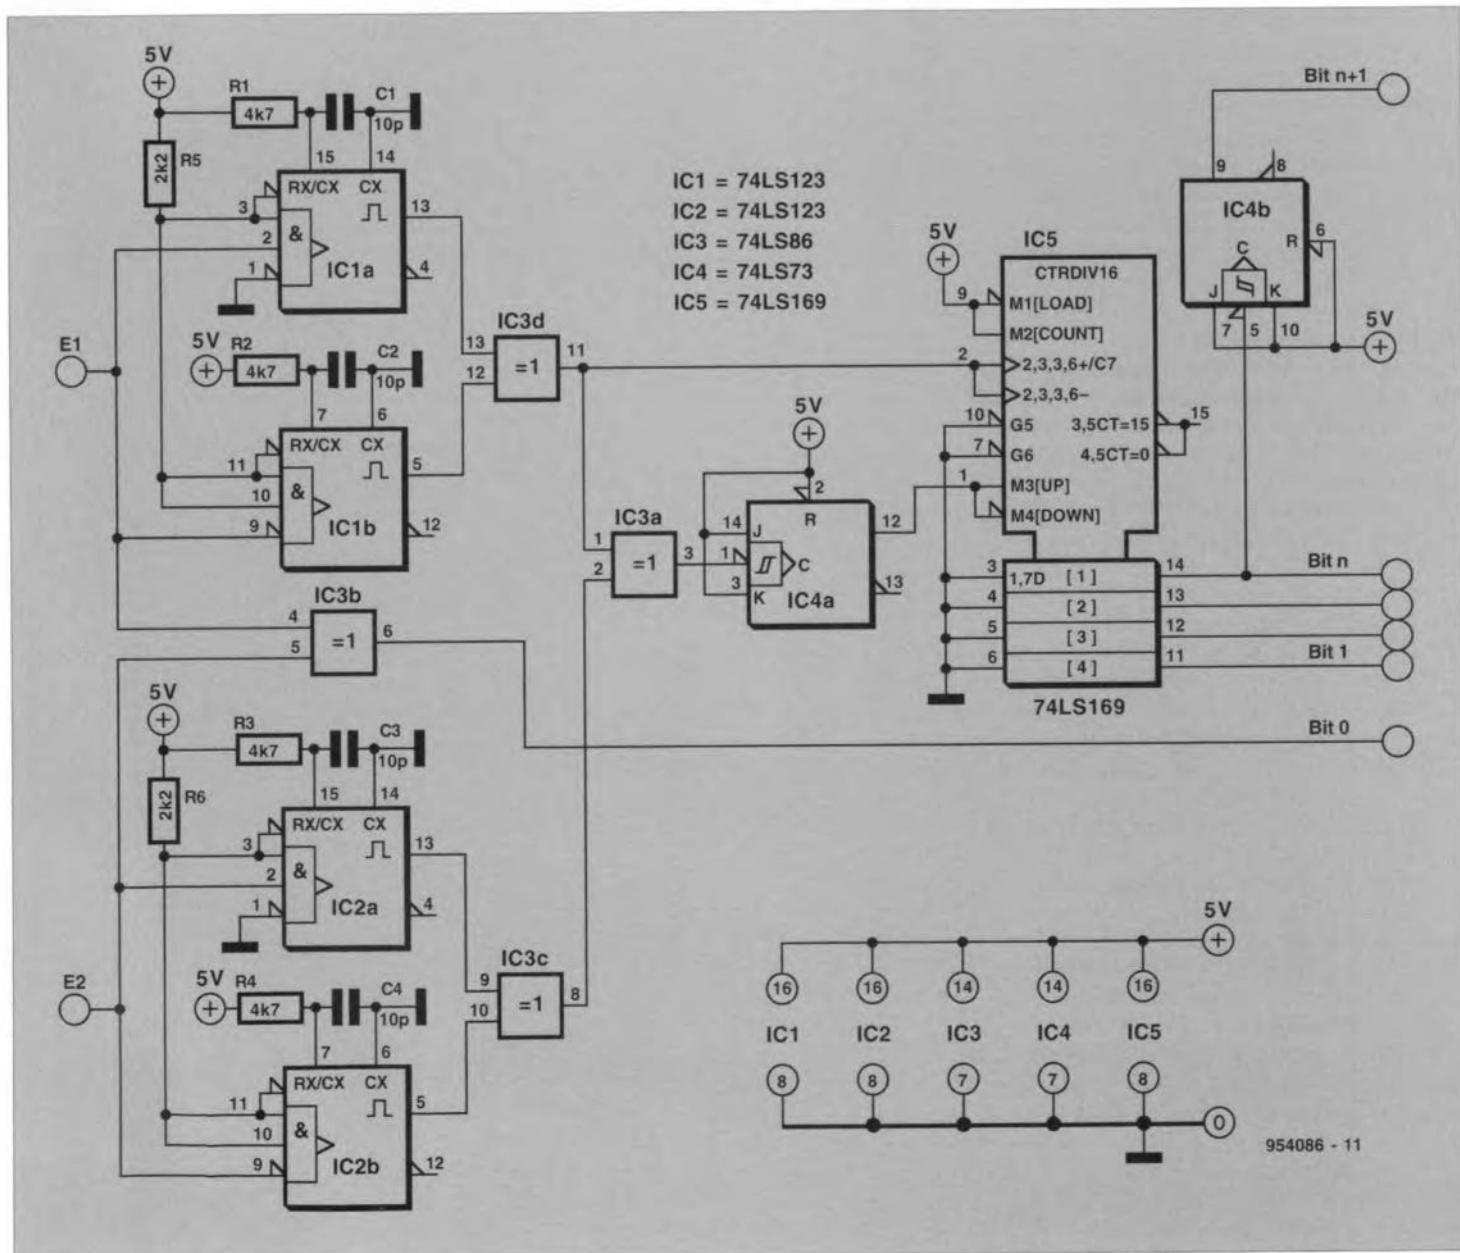 5V
R1
4k7
C1
10p
R5
2k2
15
14
RX/CX
CX
3
2
1
&
IC1a
13
4
E1
5V
R2
4k7
C2
10p
7
6
RX/CX
CX
11
10
9
&
IC1b
5
12
IC1 = 74LS123
IC2 = 74LS123
IC3 = 74LS86
IC4 = 74LS73
IC5 = 74LS169
IC3d
13
12
=1
11
IC3b
4
5
=1
6
IC3a
1
2
=1
3
5V
2
R
14
J
1
C
3
K
IC4a
12
13
5V
IC5
CTRDIV16
9
M1[LOAD]
M2[COUNT]
2
2,3,3,6+/C7
2,3,3,6−
10
G5
3,5CT=15
15
7
G6
4,5CT=0
1
M3[UP]
M4[DOWN]
3
1,7D
[1]
14
4
[2]
13
5
[3]
12
6
[4]
11
74LS169
Bit n+1
9
8
IC4b
R
6
C
J
K
7
5
10
5V
Bit n
Bit 1
Bit 0
5V
R3
4k7
C3
10p
R6
2k2
15
14
RX/CX
CX
3
2
1
&
IC2a
13
4
E2
5V
R4
4k7
C4
10p
7
6
RX/CX
CX
11
10
9
&
IC2b
5
12
IC3c
9
10
=1
8
5V
16
16
14
14
16
IC1
IC2
IC3
IC4
IC5
8
8
7
7
8
0
954086 - 11